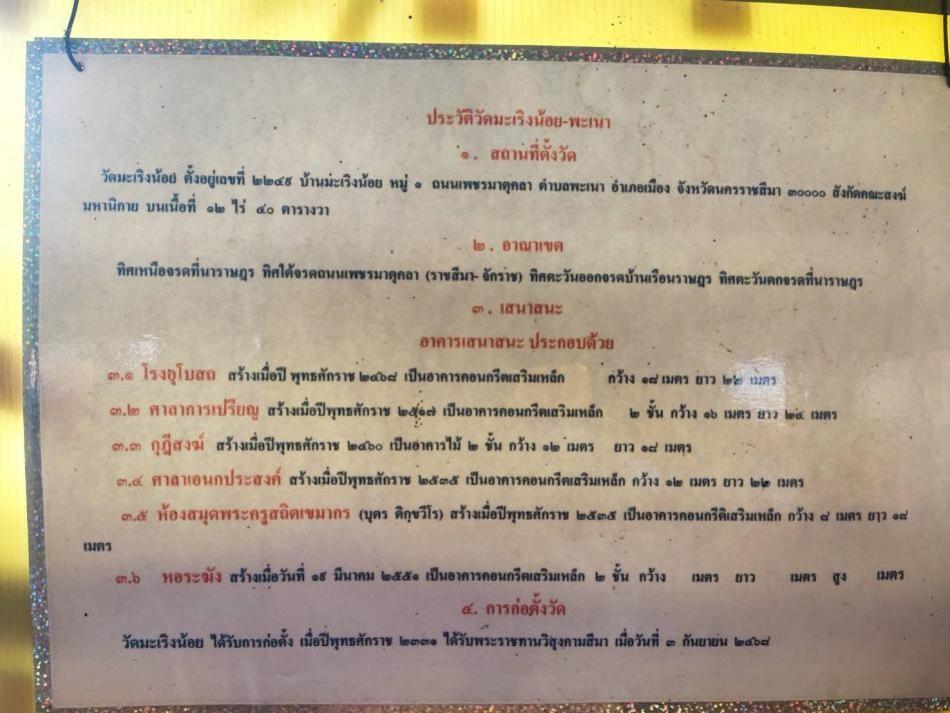 ประวัติวัดมะเริงน้อย-พะเนา
๑. สถานที่ตั้งวัด
วัดมะเริงน้อย ตั้งอยู่เลขที่ ๒๒๔๙ บ้านมะเริงน้อย หมู่ ๑ ถนนเพชรมาตุคลา ตำบลพะเนา อำเภอเมือง จังหวัดนครราชสีมา ๓๐๐๐๐ สังกัดคณะสงฆ์
มหานิกาย บนเนื้อที่ ๑๒ ไร่ ๔๐ ตารางวา
๒. อาณาเขต
ทิศเหนือจรดที่นาราษฎร ทิศใต้จรดถนนเพชรมาตุคลา (ราชสีมา-จักราช) ทิศตะวันออกจรดบ้านเรือนราษฎร ทิศตะวันตกจรดที่นาราษฎร
๓. เสนาสนะ
อาคารเสนาสนะ ประกอบด้วย
๓.๑ โรงอุโบสถ สร้างเมื่อปี พุทธศักราช ๒๔๖๘ เป็นอาคารคอนกรีตเสริมเหล็ก กว้าง ๑๘ เมตร ยาว ๒๒ เมตร
๓.๒ ศาลาการเปรียญ สร้างเมื่อปีพุทธศักราช ๒๕๑๗ เป็นอาคารคอนกรีตเสริมเหล็ก ๒ ชั้น กว้าง ๑๖ เมตร ยาว ๒๔ เมตร
๓.๓ กุฎีสงฆ์ สร้างเมื่อปีพุทธศักราช ๒๔๖๐ เป็นอาคารไม้ ๒ ชั้น กว้าง ๑๒ เมตร ยาว ๑๘ เมตร
๓.๔ ศาลาเอนกประสงค์ สร้างเมื่อปีพุทธศักราช ๒๕๓๕ เป็นอาคารคอนกรีตเสริมเหล็ก กว้าง ๑๒ เมตร ยาว ๒๒ เมตร
๓.๕ ห้องสมุดพระครูสถิตเขมากร (บุตร ติกฺขวีโร) สร้างเมื่อปีพุทธศักราช ๒๕๓๕ เป็นอาคารคอนกรีตเสริมเหล็ก กว้าง ๘ เมตร ยาว ๑๘
เมตร
๓.๖ หอระฆัง สร้างเมื่อวันที่ ๑๙ มีนาคม ๒๕๕๑ เป็นอาคารคอนกรีตเสริมเหล็ก ๒ ชั้น กว้าง เมตร ยาว เมตร สูง เมตร
๔. การก่อตั้งวัด
วัดมะเริงน้อย ได้รับการก่อตั้ง เมื่อปีพุทธศักราช ๒๓๓๑ ได้รับพระราชทานวิสุงคามสีมา เมื่อวันที่ ๓ กันยายน ๒๔๖๘